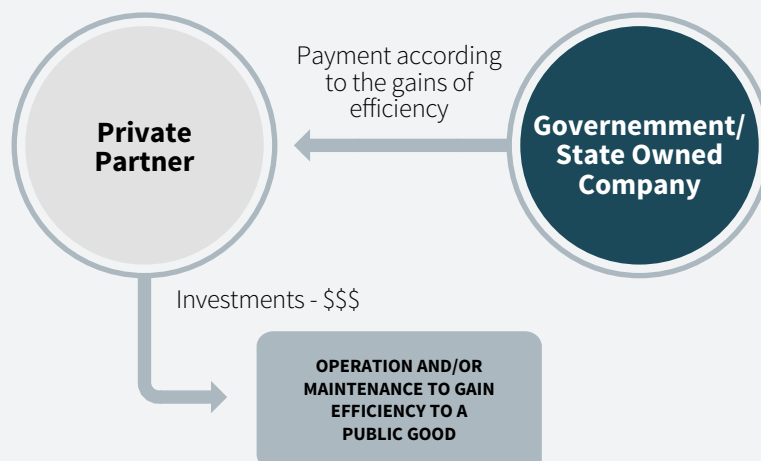 Payment according
to the gains of
efficiency
Private
Partner
Governemment/
State Owned
Company
Investments - $$$
OPERATION AND/OR
MAINTENANCE TO GAIN
EFFICIENCY TO A
PUBLIC GOOD